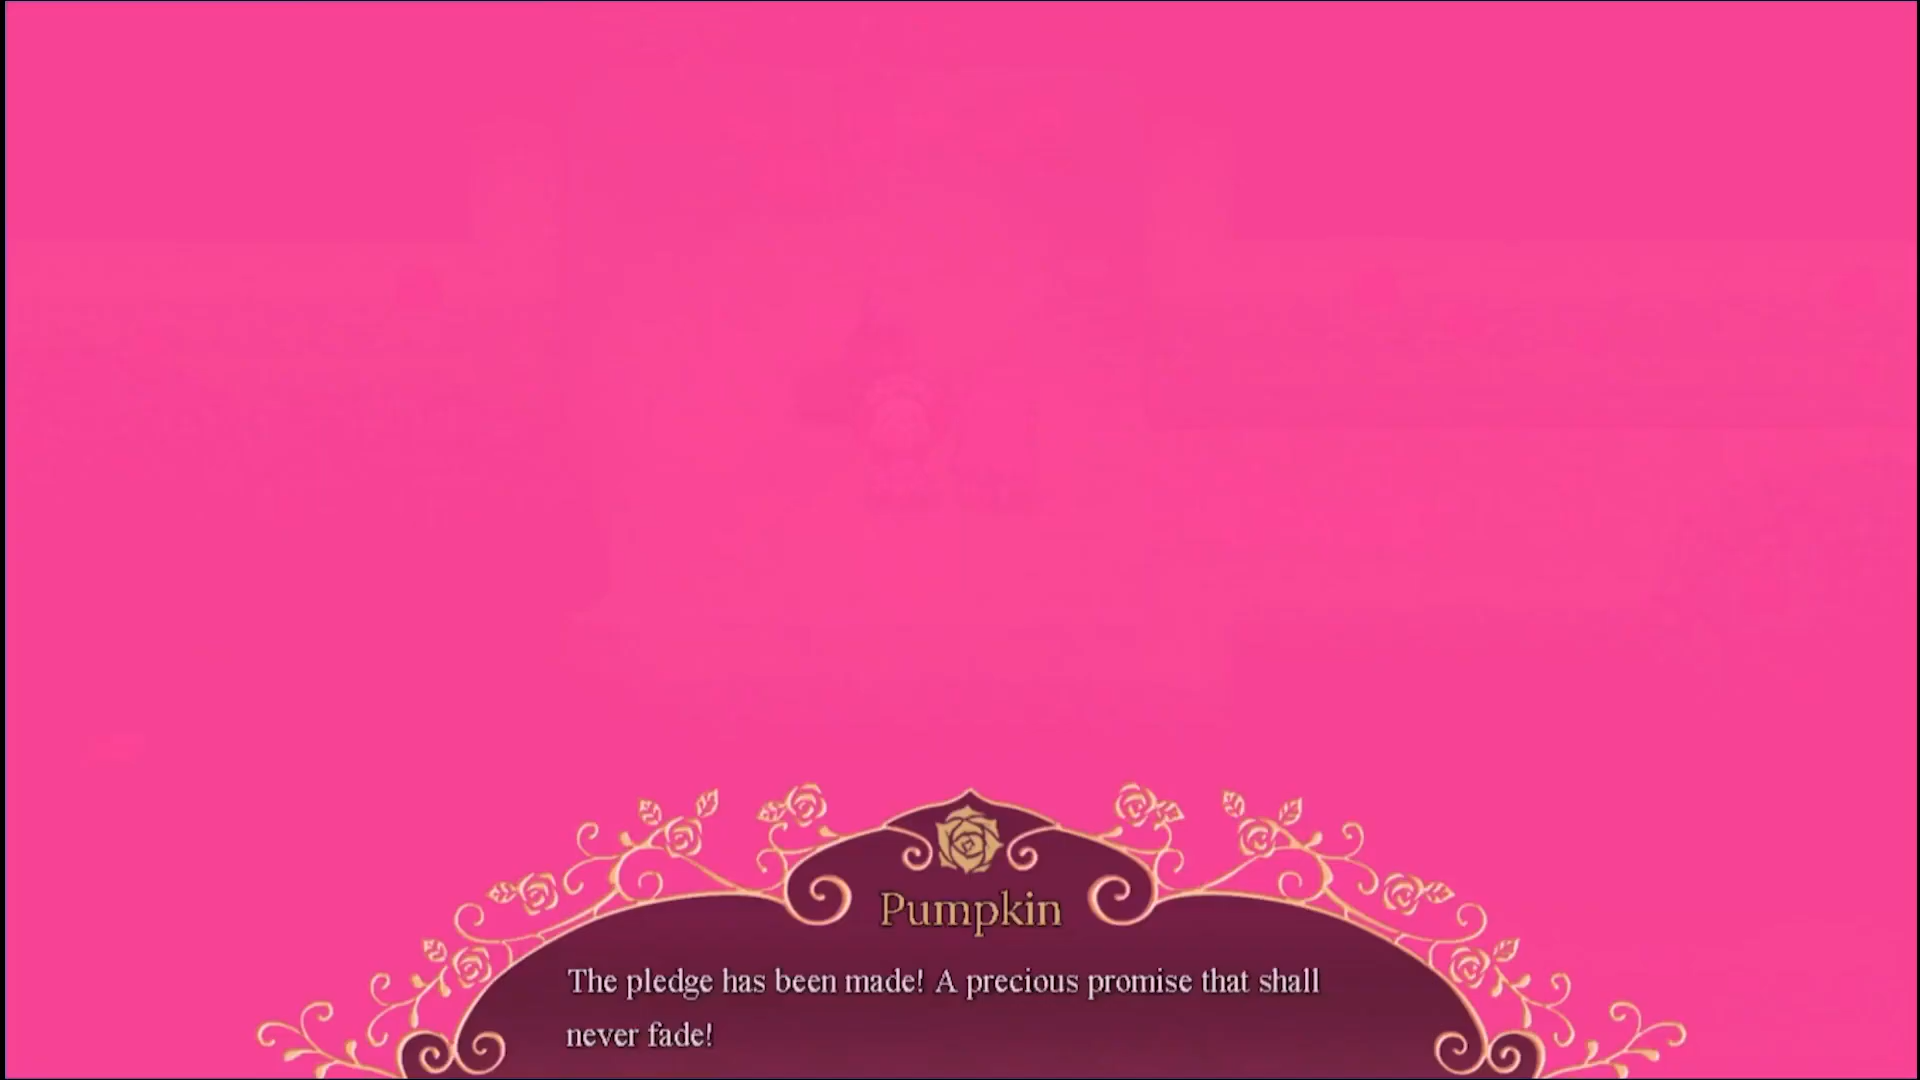 Pumpkin
The pledge has been made! A precious promise that shall
never fade!